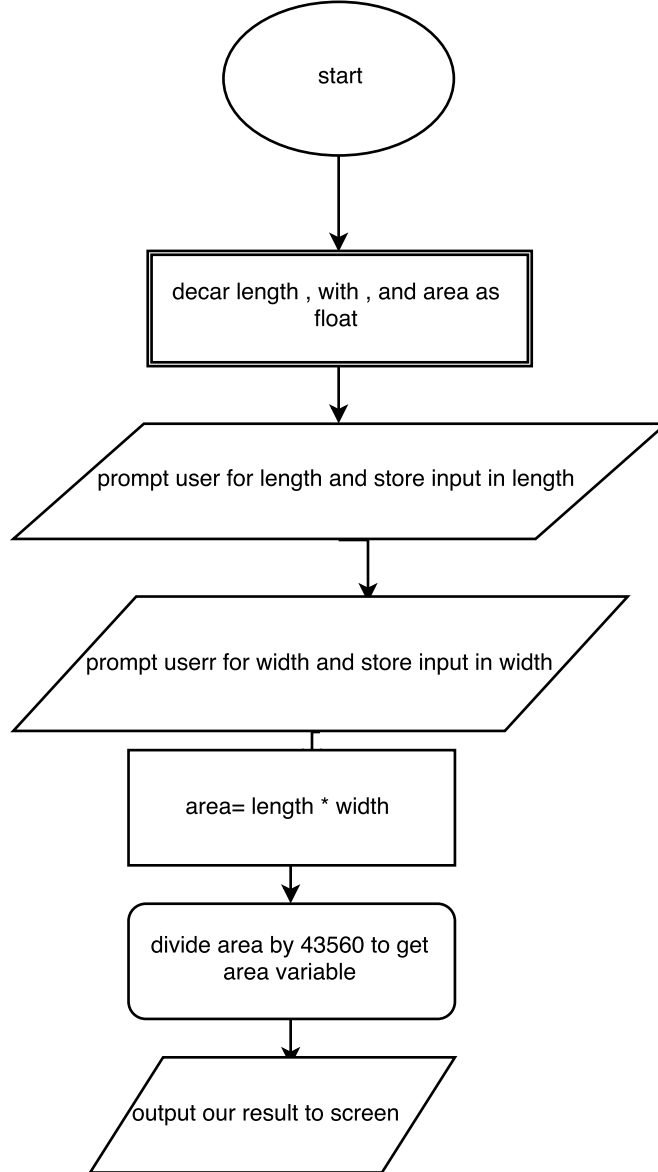 start
decar length , with , and area as
float
prompt user for length and store input in length
prompt userr for width and store input in width
area= length * width
divide area by 43560 to get
area variable
output our result to screen